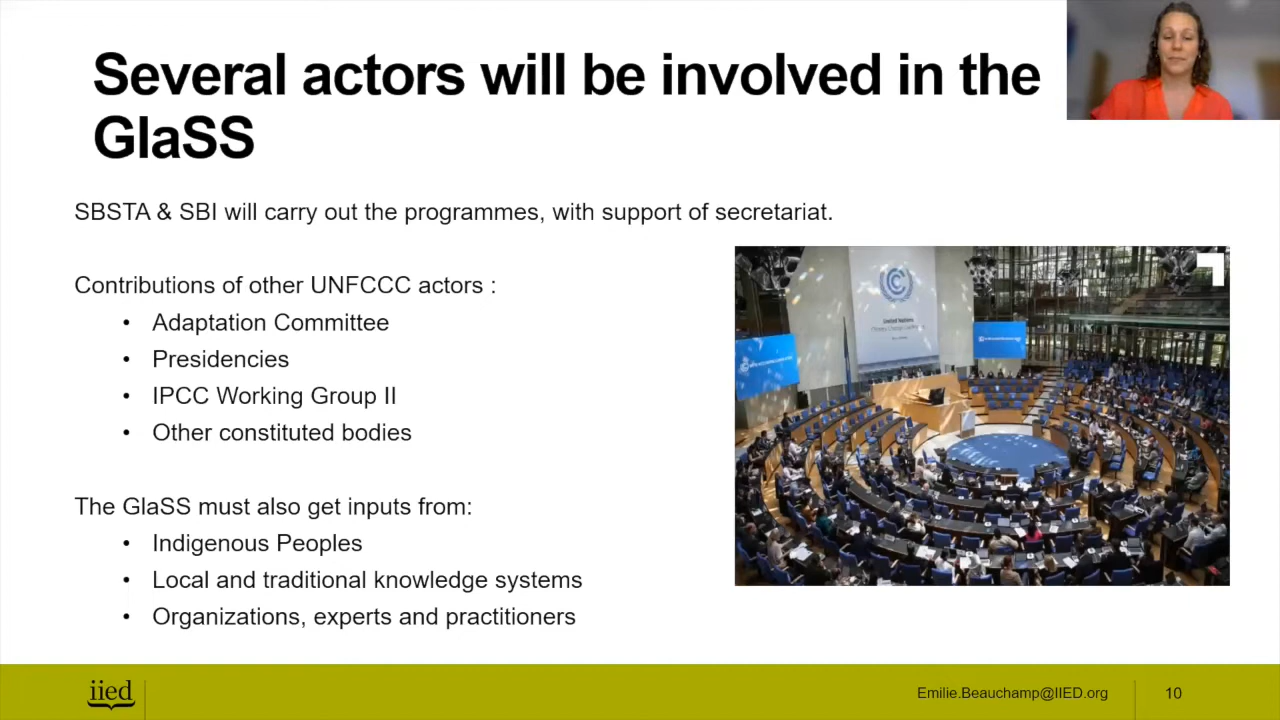 Several actors will be involved in the
GlaSS
SBSTA & SBI will carry out the programmes, with support of secretariat.
Contributions of other UNFCCC actors :
• Adaptation Committee
• Presidencies
• IPCC Working Group II
• Other constituted bodies
The GlaSS must also get inputs from:
• Indigenous Peoples
• Local and traditional knowledge systems
• Organizations, experts and practitioners
United Nations
iied
Emilie.Beauchamp@IIED.org
10